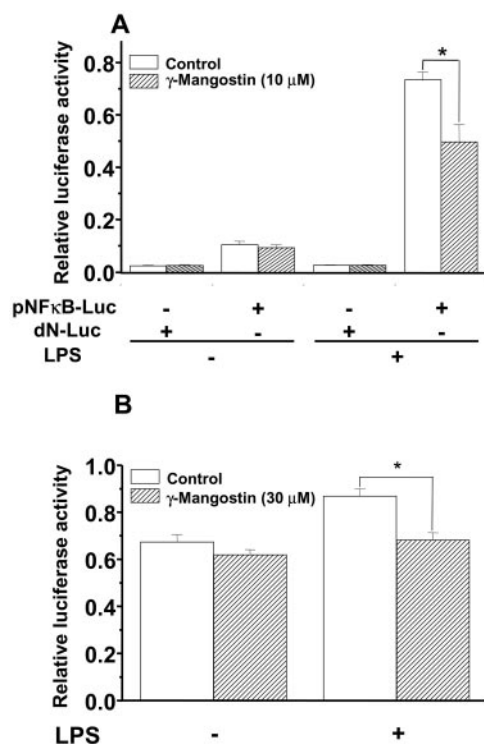 A
Relative luciferase activity
0.8
0.6
0.4
0.2
0.0
Control
γ-Mangostin (10 μM)
*
pNFκB-Luc - + - +
dN-Luc + - + -
LPS - +
B
Relative luciferase activity
1.0
0.8
0.6
0.4
0.2
0.0
Control
γ-Mangostin (30 μM)
*
LPS - +